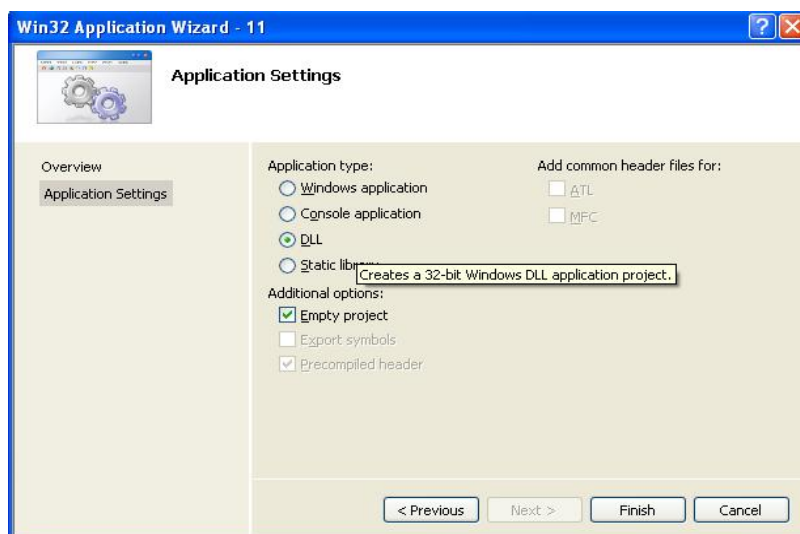 Win32 Application Wizard - 11
Application Settings
Overview
Application Settings
Application type:
Windows application
Console application
DLL
Static library
Creates a 32-bit Windows DLL application project.
Additional options:
Empty project
Export symbols
Precompiled header
Add common header files for:
ATL
MFC
< Previous
Next >
Finish
Cancel